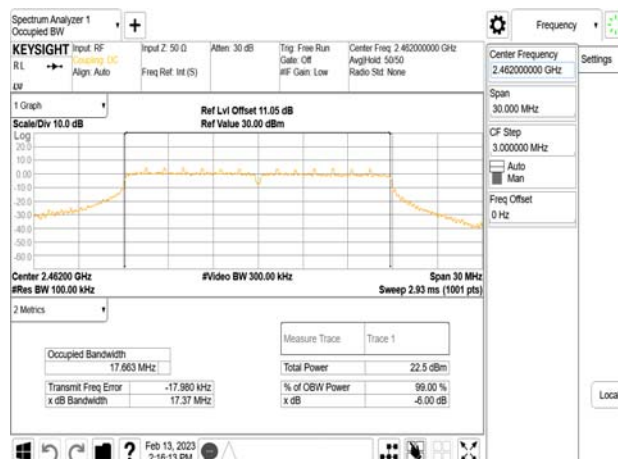 Spectrum Analyzer 1
Occupied BW
Frequency
KEYSIGHT
Input: RF
Coupling: DC
Align: Auto
Input Z: 50 Ω
Freq Ref: Int (S)
Atten: 30 dB
Trig: Free Run
Gate: Off
#IF Gain: Low
Center Freq: 2.462000000 GHz
Avg|Hold: 50/50
Radio Std: None
RL
LXI
1 Graph
Scale/Div 10.0 dB
Ref Lvl Offset 11.05 dB
Ref Value 30.00 dBm
Log
20.0
10.0
0.00
-10.0
-20.0
-30.0
-40.0
-50.0
-60.0
Center 2.46200 GHz
#Res BW 100.00 kHz
#Video BW 300.00 kHz
Span 30 MHz
Sweep 2.93 ms (1001 pts)
2 Metrics
Occupied Bandwidth
17.663 MHz
Transmit Freq Error -17.980 kHz
x dB Bandwidth 17.37 MHz
Measure Trace Trace 1
Total Power 22.5 dBm
% of OBW Power 99.00 %
x dB -6.00 dB
Center Frequency
2.462000000 GHz
Settings
Span
30.000 MHz
CF Step
3.000000 MHz
Auto
Man
Freq Offset
0 Hz
Loca
?
Feb 13, 2023
2:16:13 PM